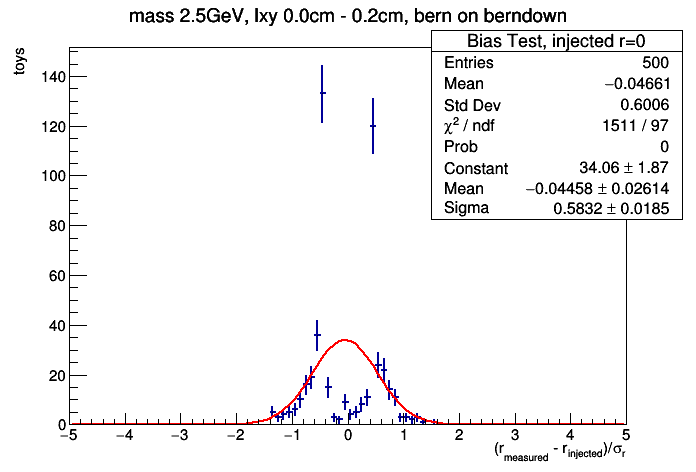 mass 2.5GeV, lxy 0.0cm - 0.2cm, bern on berndown
toys
Bias Test, injected r=0
Entries 500
Mean −0.04661
Std Dev 0.6006
χ² / ndf 1511 / 97
Prob 0
Constant 34.06 ± 1.87
Mean −0.04458 ± 0.02614
Sigma 0.5832 ± 0.0185
140
120
100
80
60
40
20
0
−5 −4 −3 −2 −1 0 1 2 3 4 5
(r_measured - r_injected)/σ_r